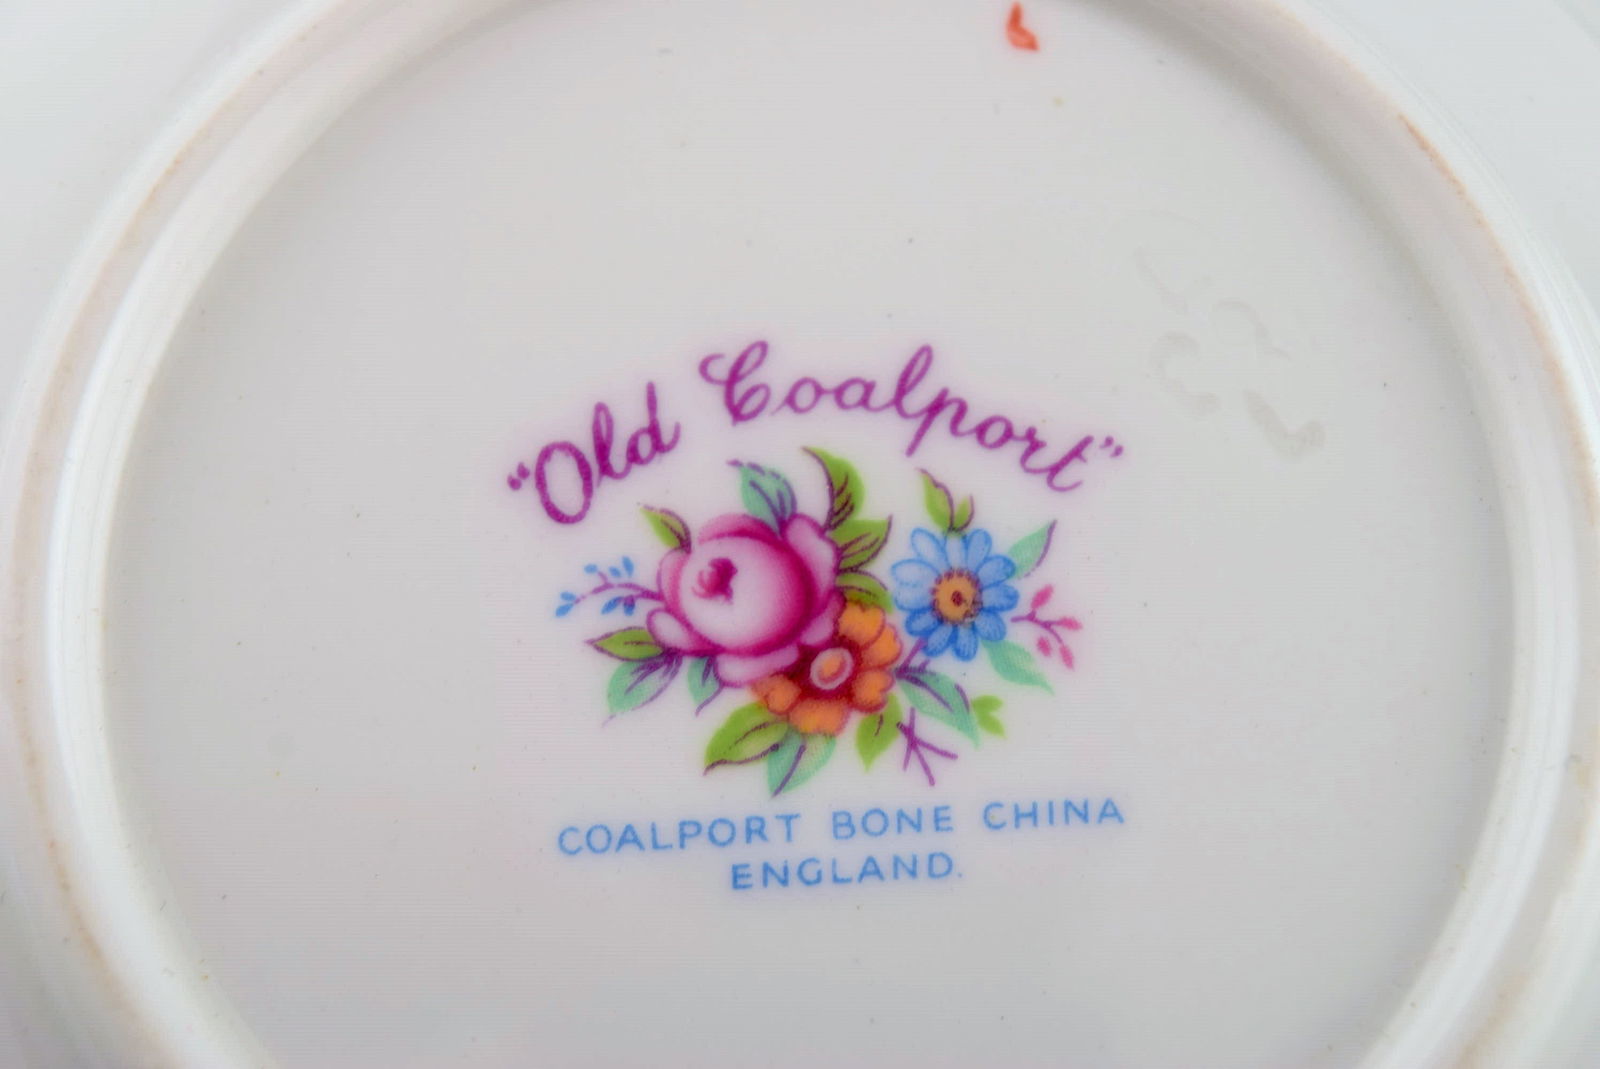 "Old Coalport"
COALPORT BONE CHINA
ENGLAND.